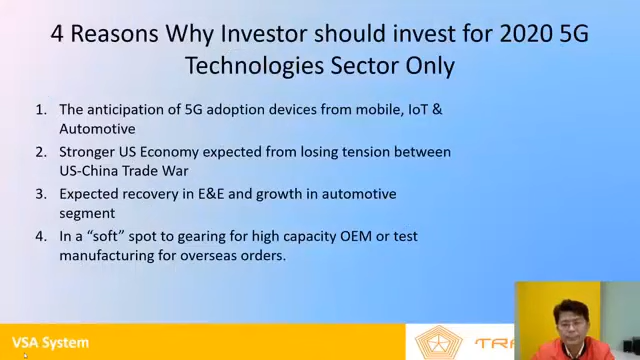 4 Reasons Why Investor should invest for 2020 5G
Technologies Sector Only
1. The anticipation of 5G adoption devices from mobile, IoT &
Automotive
2. Stronger US Economy expected from losing tension between
US-China Trade War
3. Expected recovery in E&E and growth in automotive
segment
4. In a “soft” spot to gearing for high capacity OEM or test
manufacturing for overseas orders.
VSA System